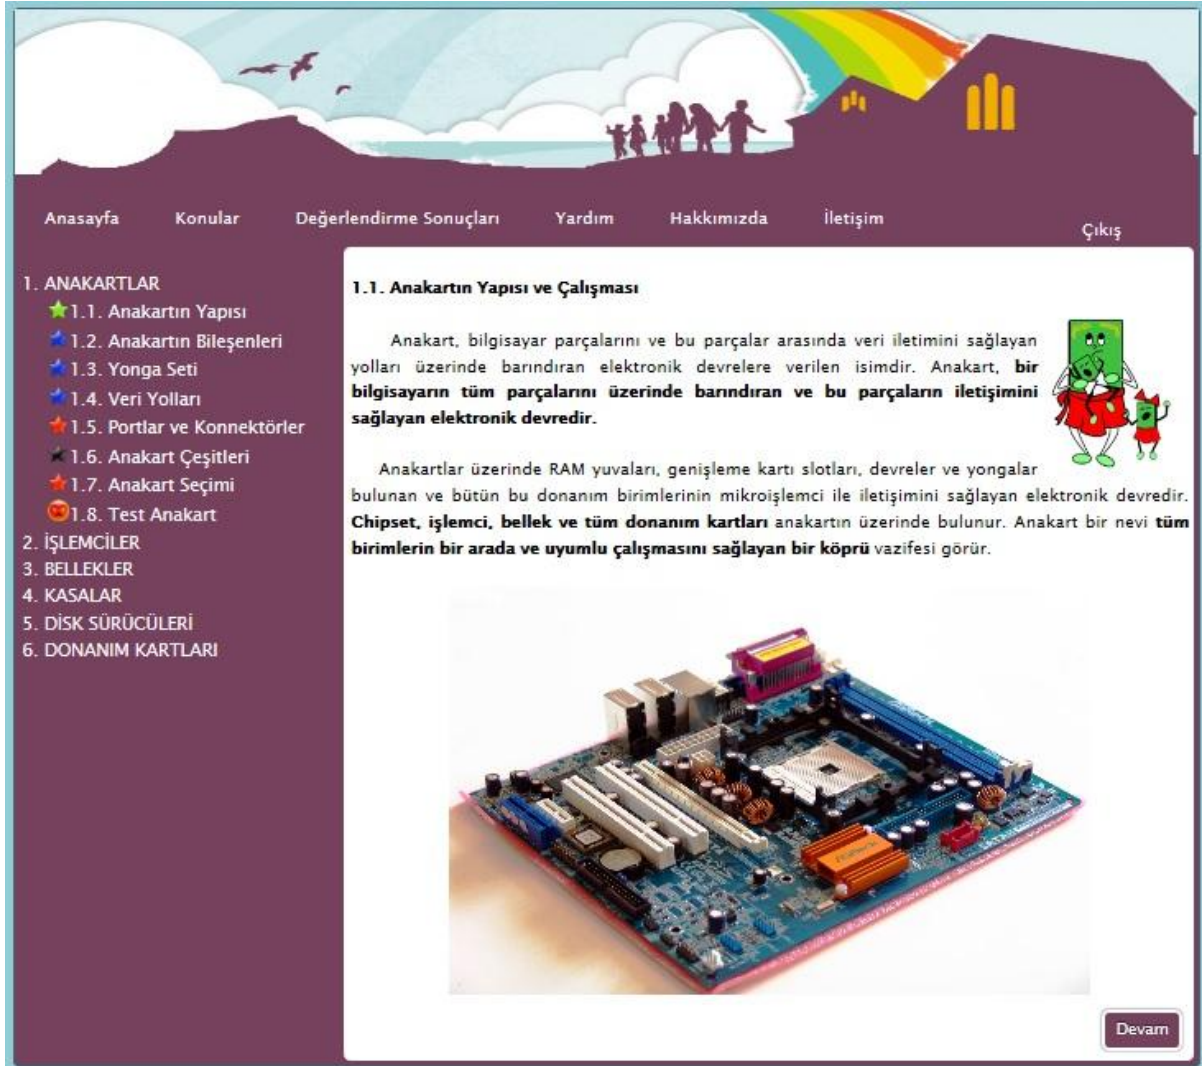 Anasayfa Konular Değerlendirme Sonuçları Yardım Hakkımızda İletişim Çıkış
1. ANAKARTLAR
1.1. Anakartın Yapısı
1.2. Anakartın Bileşenleri
1.3. Yonga Seti
1.4. Veri Yolları
1.5. Portlar ve Konnektörler
1.6. Anakart Çeşitleri
1.7. Anakart Seçimi
1.8. Test Anakart
2. İŞLEMCİLER
3. BELLEKLER
4. KASALAR
5. DİSK SÜRÜCÜLERİ
6. DONANIM KARTLARI
1.1. Anakartın Yapısı ve Çalışması
Anakart, bilgisayar parçalarını ve bu parçalar arasında veri iletimini sağlayan
yolları üzerinde barındıran elektronik devrelere verilen isimdir. Anakart, bir
bilgisayarın tüm parçalarını üzerinde barındıran ve bu parçaların iletişimini
sağlayan elektronik devredir.
Anakartlar üzerinde RAM yuvaları, genişleme kartı slotları, devreler ve yongalar
bulunan ve bütün bu donanım birimlerinin mikroişlemci ile iletişimini sağlayan elektronik devredir.
Chipset, işlemci, bellek ve tüm donanım kartları anakartın üzerinde bulunur. Anakart bir nevi tüm
birimlerin bir arada ve uyumlu çalışmasını sağlayan bir köprü vazifesi görür.
Devam